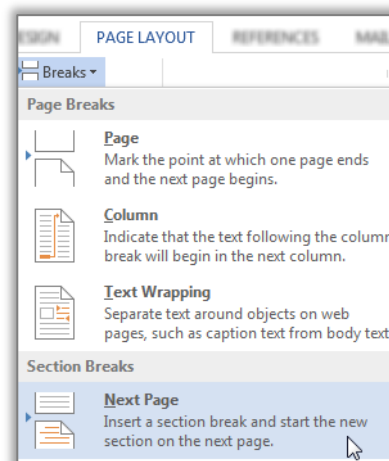 DESIGN PAGE LAYOUT REFERENCES
Breaks
Page Breaks
Page
Mark the point at which one page ends
and the next page begins.
Column
Indicate that the text following the column
break will begin in the next column.
Text Wrapping
Separate text around objects on web
pages, such as caption text from body text
Section Breaks
Next Page
Insert a section break and start the new
section on the next page.